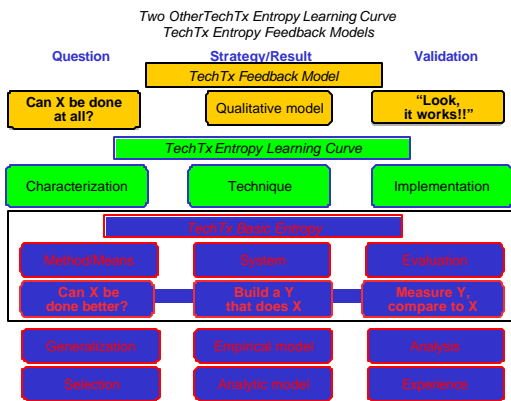 Two OtherTechTx Entropy Learning Curve
TechTx Entropy Feedback Models
Question Strategy/Result Validation
TechTx Feedback Model
Can X be done
at all?
Qualitative model
“Look,
it works!!”
TechTx Entropy Learning Curve
Characterization Technique Implementation
TechTx Basic Entropy
Method/Means System Evaluation
Can X be
done better?
Build a Y
that does X
Measure Y,
compare to X
Generalization Empirical model Analysis
Selection Analytic model Experience